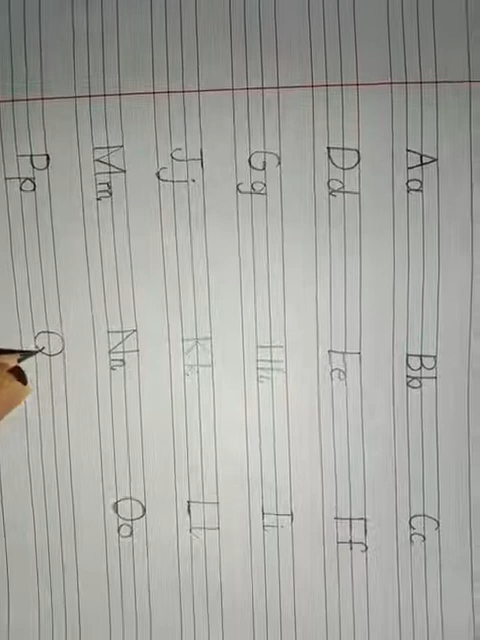 Aa Bb Cc
Dd Ee Ff
Gg Hh Ii
Jj Kk Ll
Mm Nn Oo
Pp Q